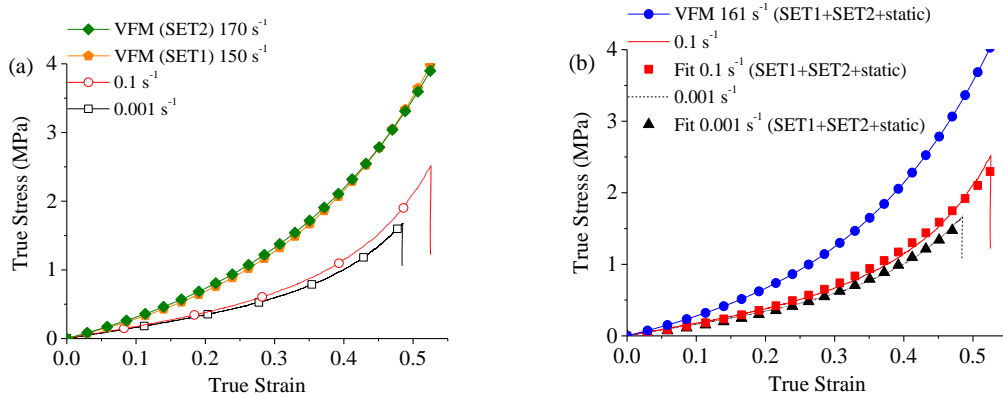 (a)
VFM (SET2) 170 s⁻¹
VFM (SET1) 150 s⁻¹
0.1 s⁻¹
0.001 s⁻¹
4
3
2
1
0
True Stress (MPa)
0.0 0.1 0.2 0.3 0.4 0.5
True Strain
(b)
VFM 161 s⁻¹ (SET1+SET2+static)
0.1 s⁻¹
Fit 0.1 s⁻¹ (SET1+SET2+static)
0.001 s⁻¹
Fit 0.001 s⁻¹ (SET1+SET2+static)
4
3
2
1
0
True Stress (MPa)
0.0 0.1 0.2 0.3 0.4 0.5
True Strain